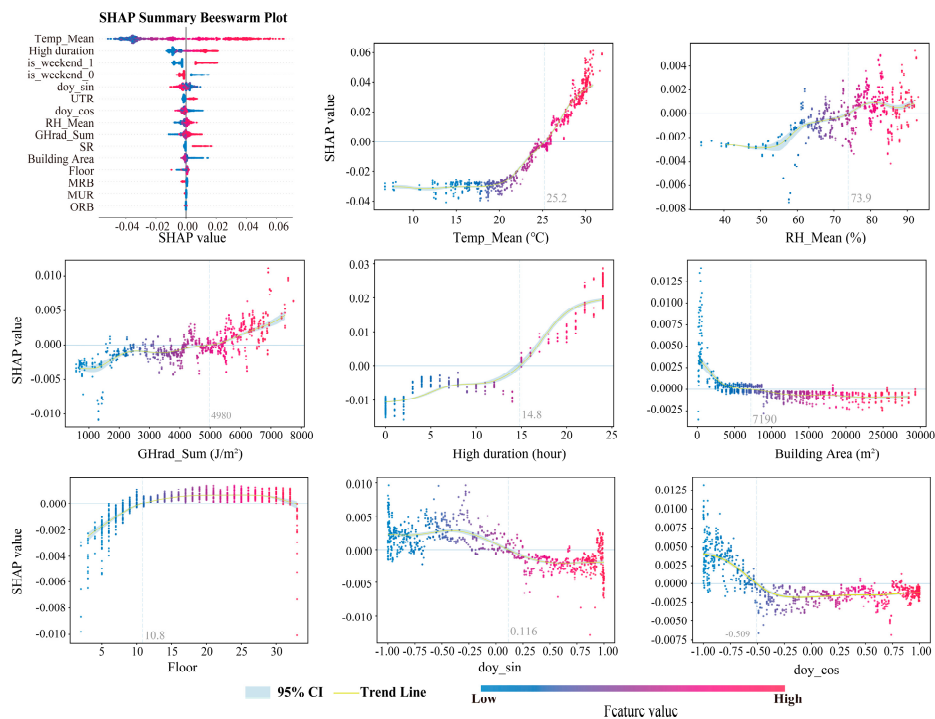 SHAP Summary Beeswarm Plot
Temp_Mean
High duration
is_weekend_1
is_weekend_0
doy_sin
UTR
doy_cos
RH_Mean
GHrad_Sum
SR
Building Area
Floor
MRB
MUR
ORB
-0.04 -0.02 0.00 0.02 0.04 0.06
SHAP value
SHAP value
0.06
0.04
0.02
0.00
-0.02
-0.04
25.2
10 15 20 25 30
Temp_Mean (°C)
0.004
0.002
0.000
-0.002
-0.004
-0.006
-0.008
73.9
40 50 60 70 80 90
RH_Mean (%)
SHAP value
0.010
0.005
0.000
-0.005
-0.010
4980
1000 2000 3000 4000 5000 6000 7000 8000
GHrad_Sum (J/m²)
0.03
0.02
0.01
0.00
-0.01
14.8
0 5 10 15 20 25
High duration (hour)
0.0125
0.0100
0.0075
0.0050
0.0025
0.0000
-0.0025
7190
0 5000 10000 15000 20000 25000 30000
Building Area (m²)
SEAP value
0.000
-0.002
-0.004
-0.006
-0.008
-0.010
10.8
5 10 15 20 25 30
Floor
0.010
0.005
0.000
-0.005
-0.010
0.116
-1.00 -0.75 -0.50 -0.25 0.00 0.25 0.50 0.75 1.00
doy_sin
0.0125
0.0100
0.0075
0.0050
0.0025
0.0000
-0.0025
-0.0050
-0.0075
-0.509
-1.00 -0.75 -0.50 -0.25 0.00 0.25 0.50 0.75 1.00
doy_cos
95% CI Trend Line Low High
Feature value